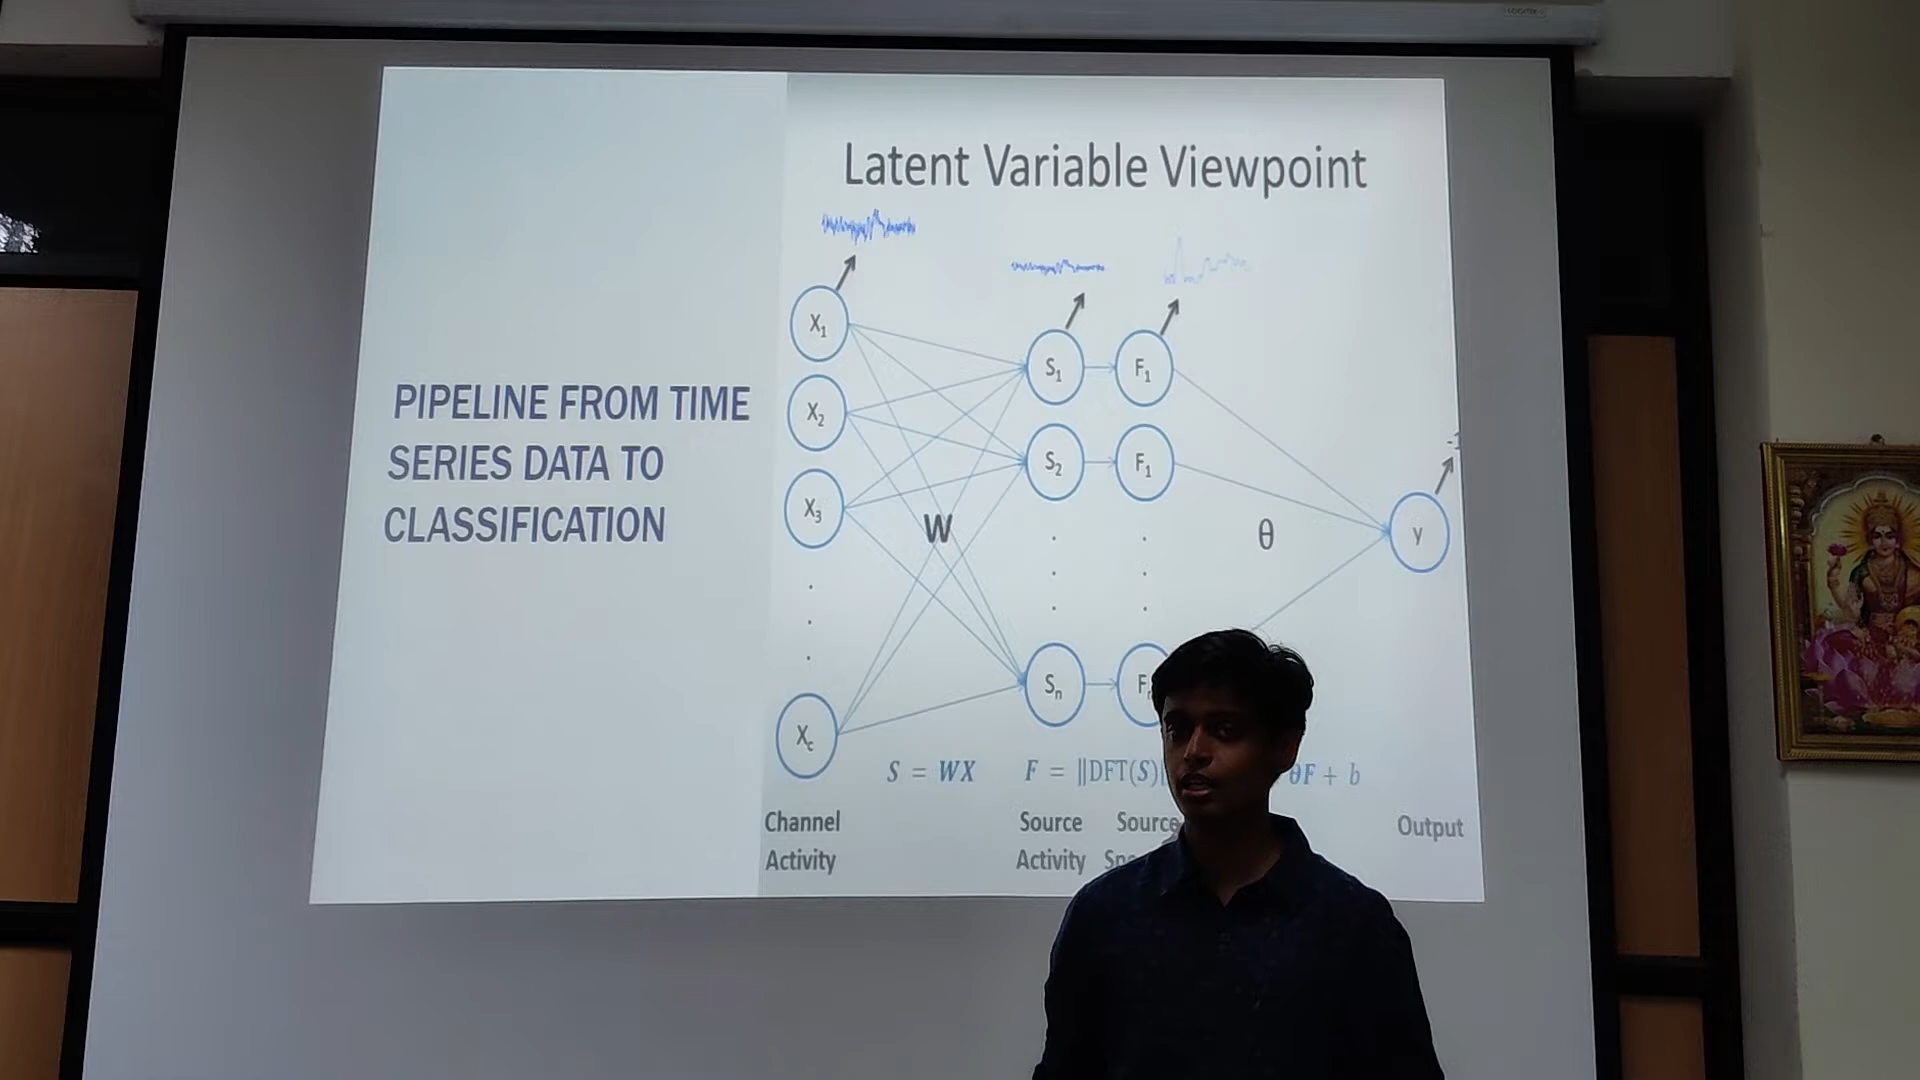 PIPELINE FROM TIME
SERIES DATA TO
CLASSIFICATION
Latent Variable Viewpoint
X1
X2
X3
Xc
W
S1
S2
Sn
F1
F1
F
θ
y
S = WX
F = ||DFT(S)|
θF + b
Channel
Activity
Source
Activity
Source
Output